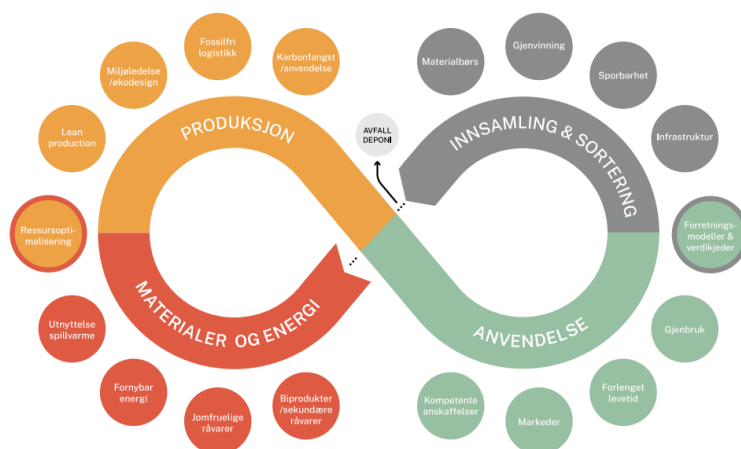 Fossilfri
logistikk
Miljøledelse
/økodesign
Karbonfangst
/anvendelse
Lean
production
PRODUKSJON
Ressursopti-
malisering
MATERIALER OG ENERGI
Utnyttelse
spillvarme
Fornybar
energi
Jomfruelige
råvarer
Biprodukter
/sekundære
råvarer
AVFALL
DEPONI
Materialbørs
Gjenvinning
Sporbarhet
Infrastruktur
INNSAMLING & SORTERING
Forretnings-
modeller &
verdikjeder
ANVENDELSE
Gjenbruk
Forlenget
levetid
Markeder
Kompetente
anskaffelser